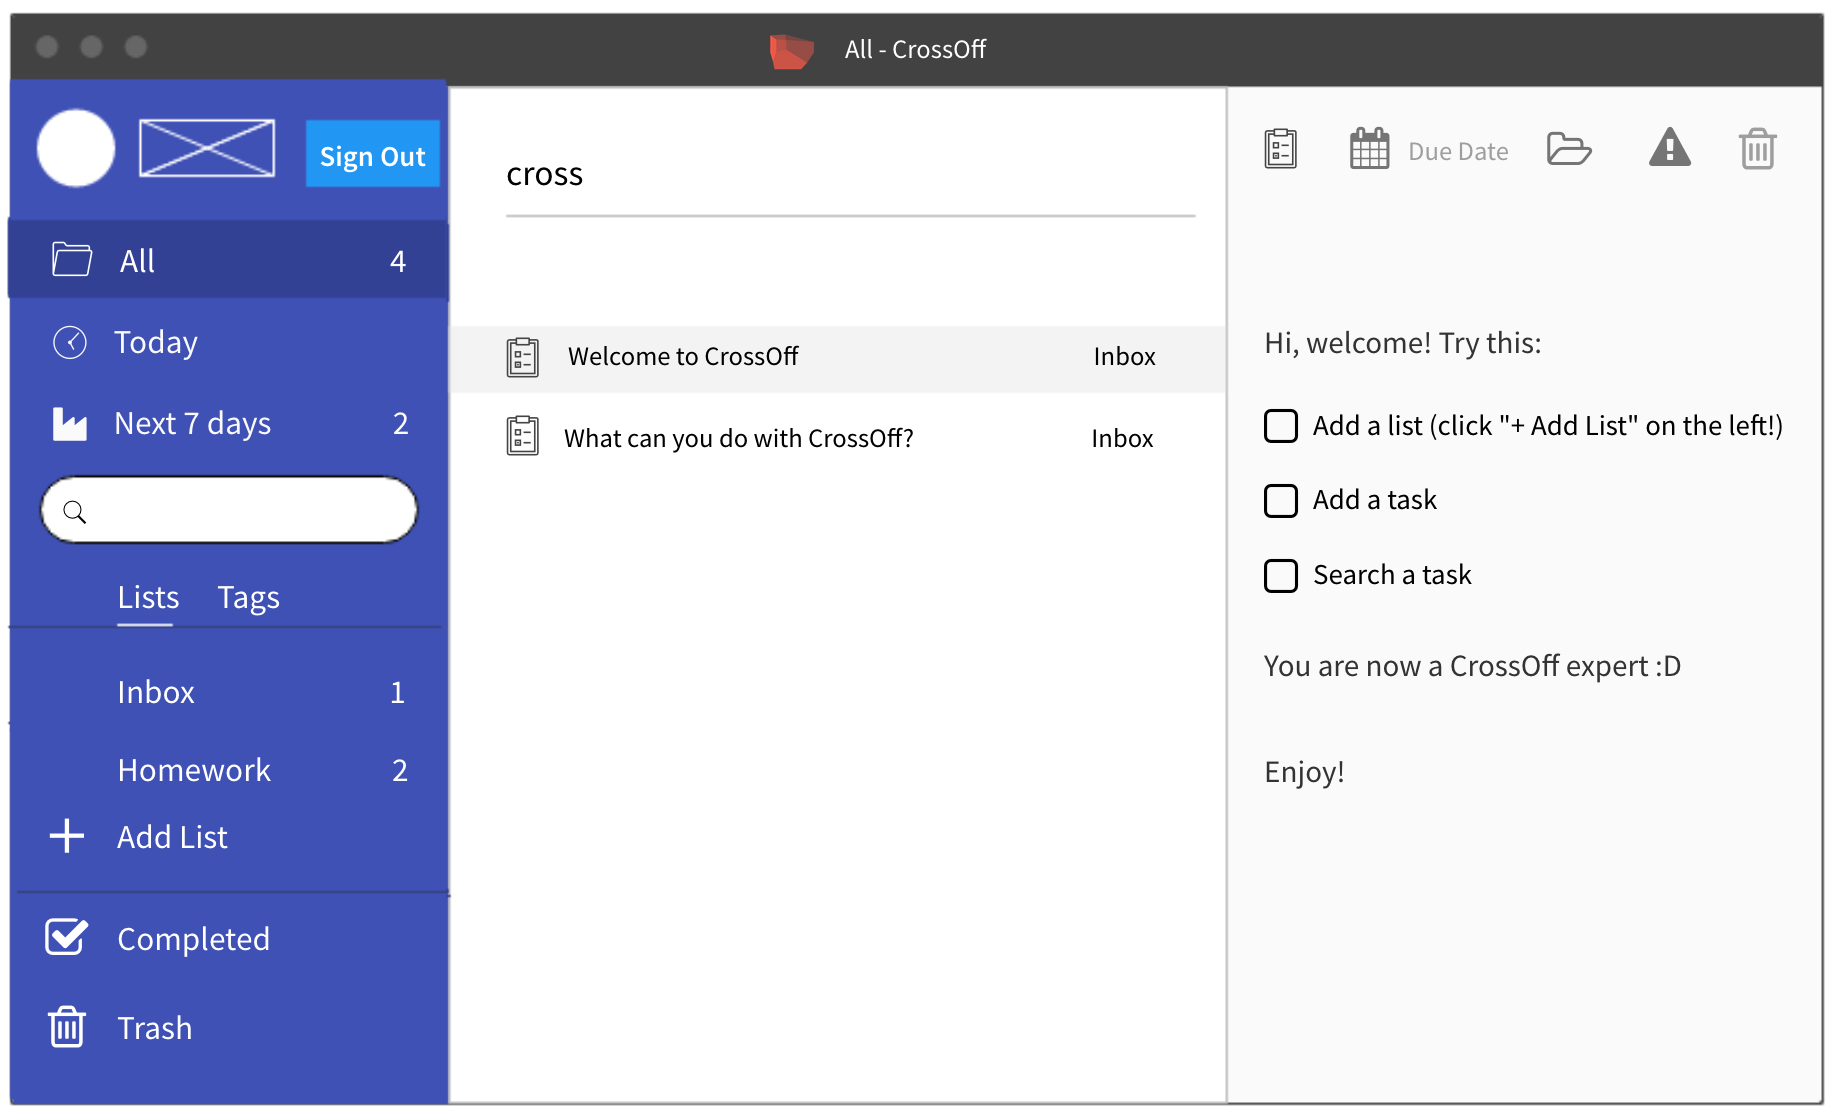 All - CrossOff
Sign Out
All 4
Today
Next 7 days 2
Lists Tags
Inbox 1
Homework 2
Add List
Completed
Trash
cross
Welcome to CrossOff Inbox
What can you do with CrossOff? Inbox
Due Date
Hi, welcome! Try this:
Add a list (click "+ Add List" on the left!)
Add a task
Search a task
You are now a CrossOff expert :D
Enjoy!